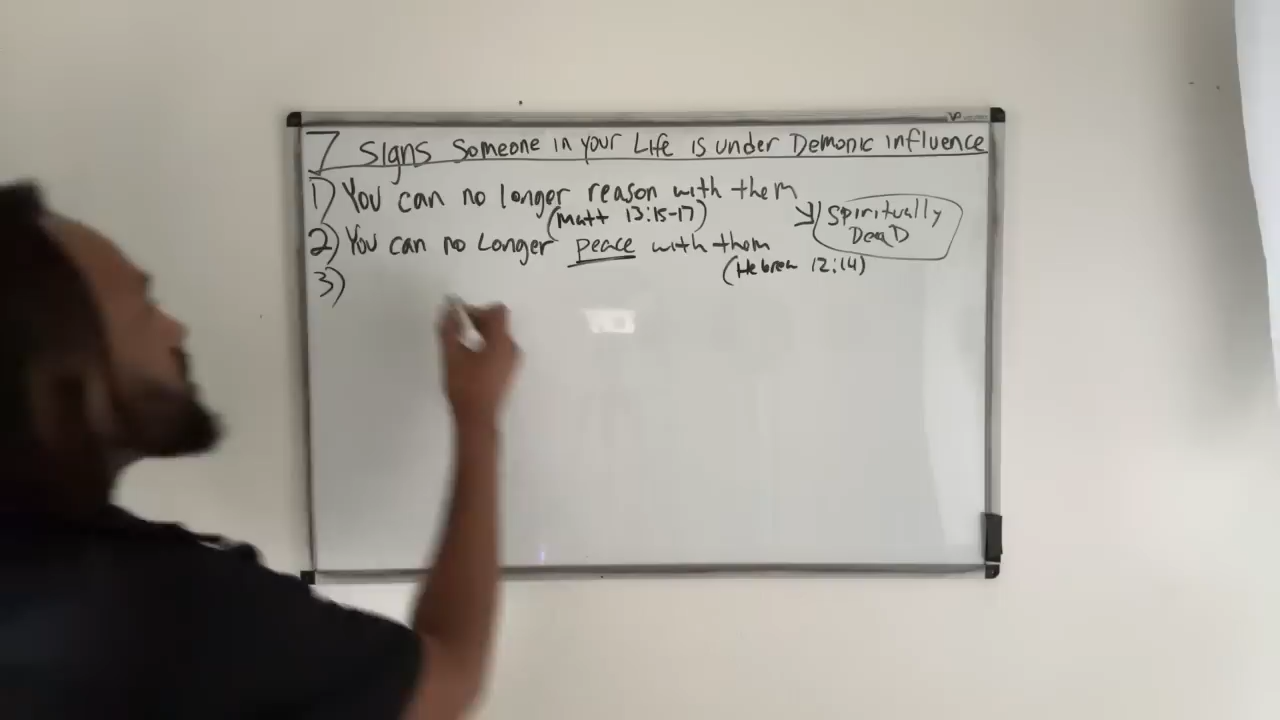 7 Signs Someone in your Life is under Demonic influence
1) You can no longer reason with them
(Matt 13:15-17)
Spiritually
DeaD
2) You can no Longer peace with them
(Hebrew 12:14)
3)